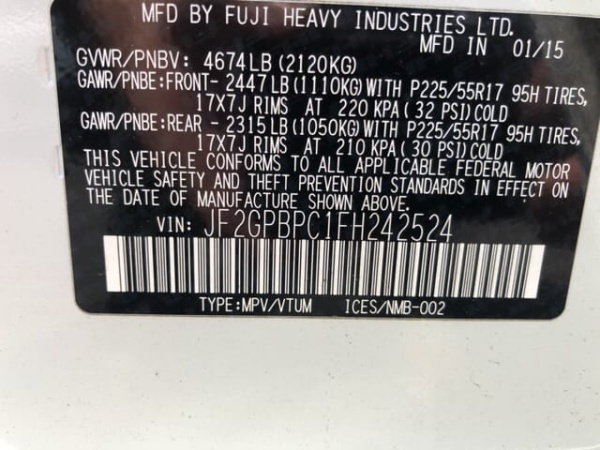 MFD BY FUJI HEAVY INDUSTRIES LTD.
MFD IN 01/15
GVWR/PNBV: 4674LB(2120KG)
GAWR/PNBE:FRONT-2447LB(1110KG)WITH P225/55R17 95H TIRES,
17X7J RIMS AT 220 KPA(32 PSI)COLD
GAWR/PNBE:REAR -2315LB(1050KG)WITH P225/55R17 95H TIRES,
17X7J RIMS AT 210 KPA(30 PSI)COLD
THIS VEHICLE CONFORMS TO ALL APPLICABLE FEDERAL MOTOR
VEHICLE SAFETY AND THEFT PREVENTION STANDARDS IN EFFECT ON
THE DATE OF MANUFACTURE SHOWN ABOVE.
VIN: JF2GPBPC1FH242524
TYPE:MPV/VTUM ICES/NMB-002